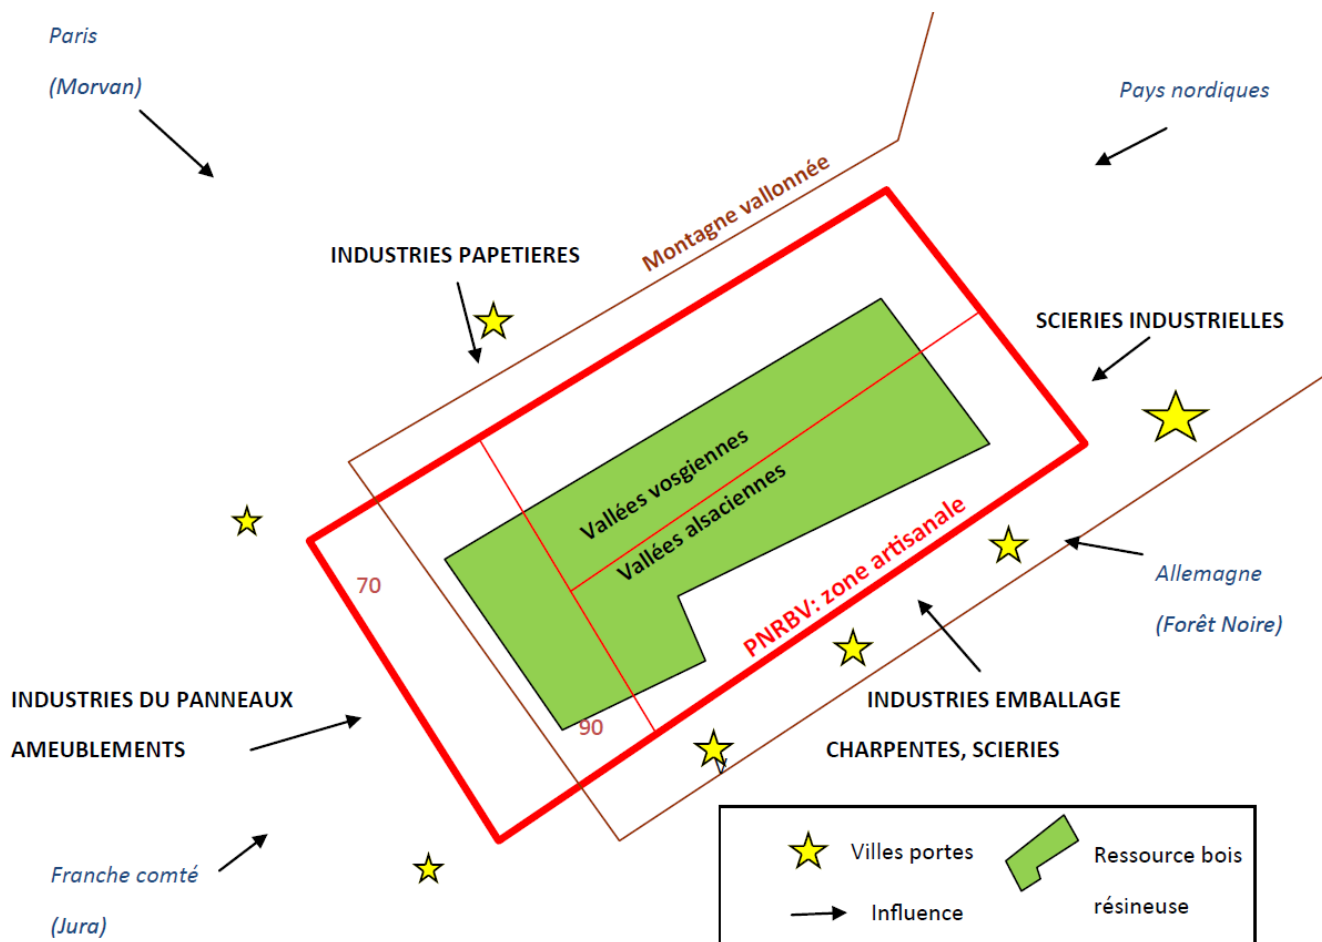 Paris
(Morvan)
Pays nordiques
Montagne vallonnée
INDUSTRIES PAPETIERES
SCIERIES INDUSTRIELLES
Vallées vosgiennes
Vallées alsaciennes
PNRBV: zone artisanale
70
Allemagne
(Forêt Noire)
INDUSTRIES DU PANNEAUX
AMEUBLEMENTS
90
INDUSTRIES EMBALLAGE
CHARPENTES, SCIERIES
Franche comté
(Jura)
Villes portes
Influence
Ressource bois
résineuse